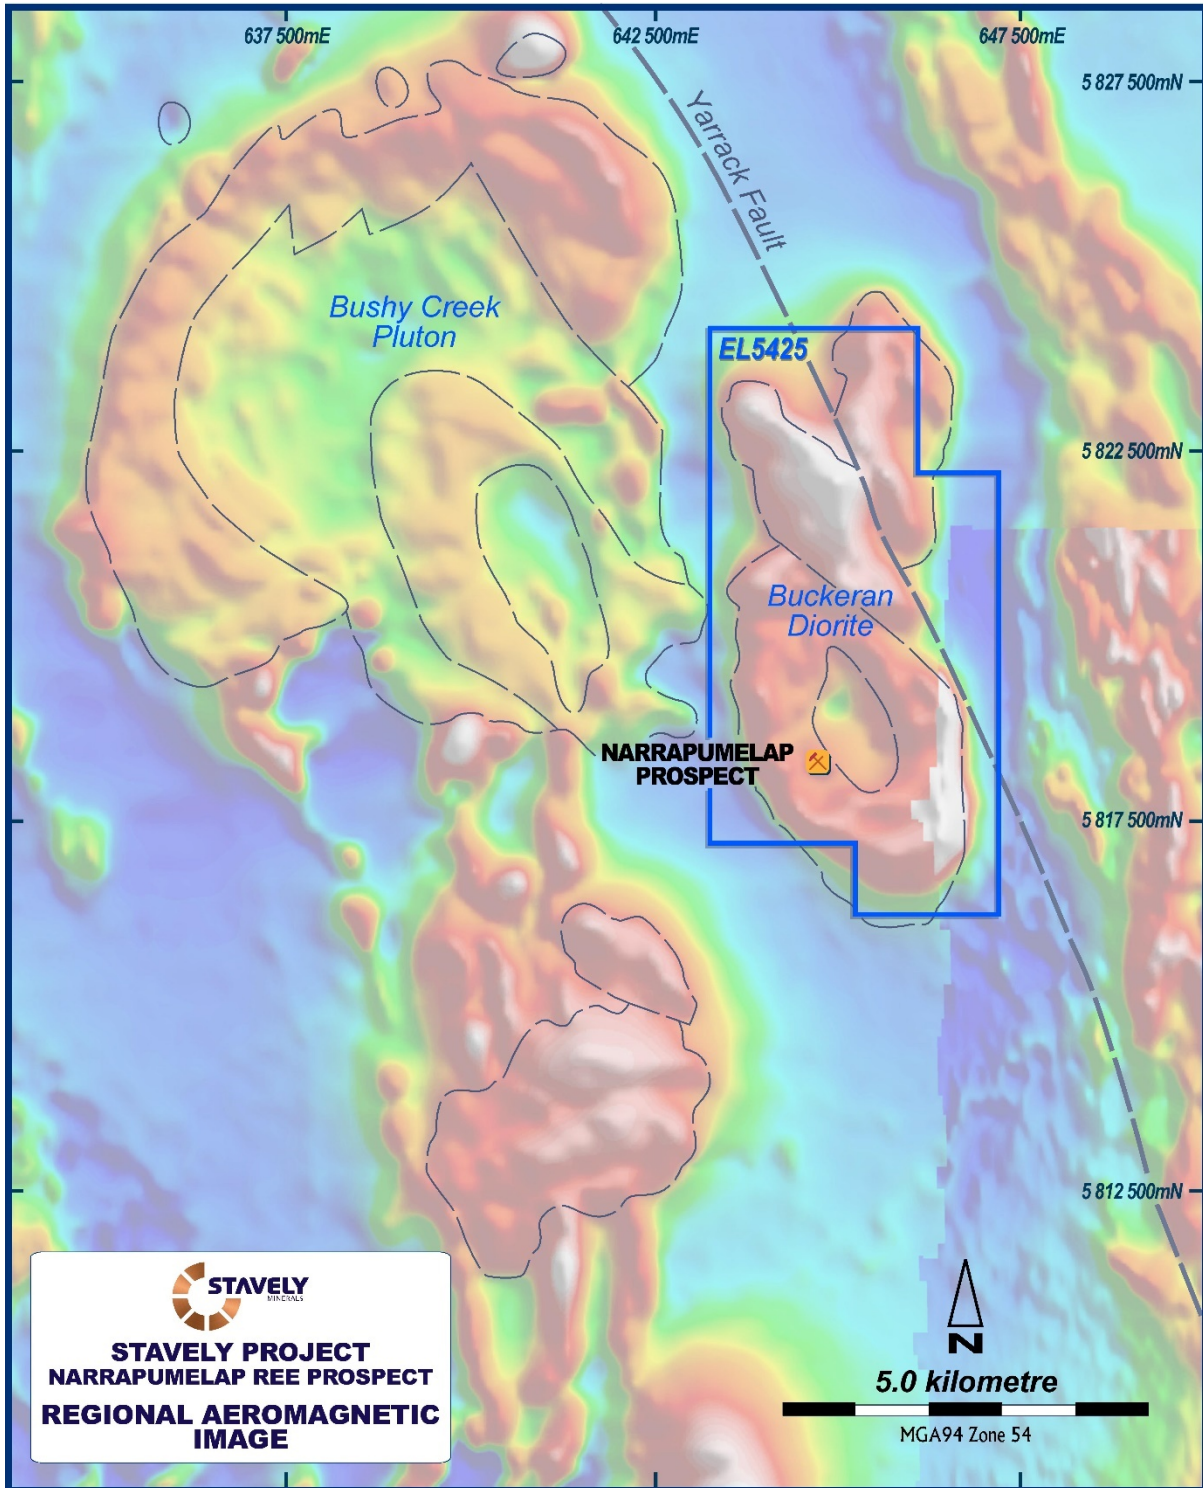 637 500mE
642 500mE
647 500mE
5 827 500mN
Yarrack Fault
Bushy Creek
Pluton
EL5425
5 822 500mN
Buckeran
Diorite
NARRAPUMELAP
PROSPECT
5 817 500mN
5 812 500mN
STAVELY
MINERALS
STAVELY PROJECT
NARRAPUMELAP REE PROSPECT
REGIONAL AEROMAGNETIC
IMAGE
N
5.0 kilometre
MGA94 Zone 54